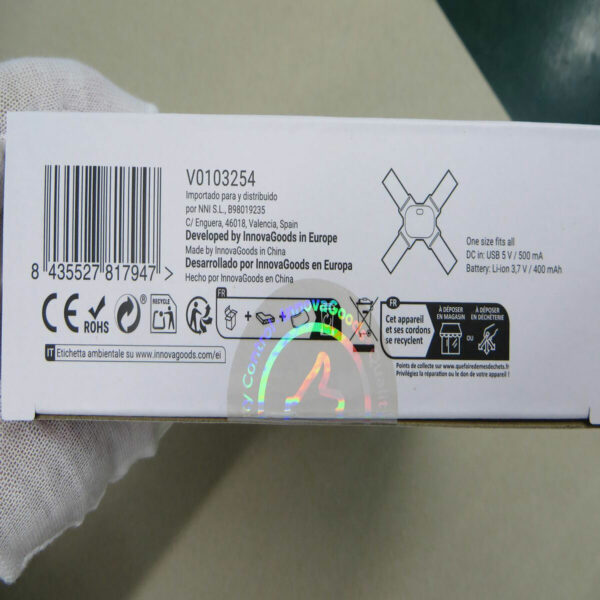 V0103254
Importado para y distribuido
por NNI S.L., B98019235
C/ Enguera, 46018, Valencia, Spain
Developed by InnovaGoods in Europe
Made by InnovaGoods in China
Desarrollado por InnovaGoods en Europa
Hecho por InnovaGoods in China
8 435527 817947 >
One size fits all
DC in: USB 5 V / 500 mA
Battery: Li-ion 3,7 V / 400 mAh
CE
ROHS
®
RECYCLE
FR
+
+
InnovaGoods
FR
Cet appareil
et ses cordons
se recyclent
À DÉPOSER
EN MAGASIN
OU
À DÉPOSER
EN DÉCHÈTERIE
Points de collecte sur www.quefairedemesdechets.fr
Privilégiez la réparation ou le don de votre appareil !
IT Etichetta ambientale su www.innovagoods.com/ei